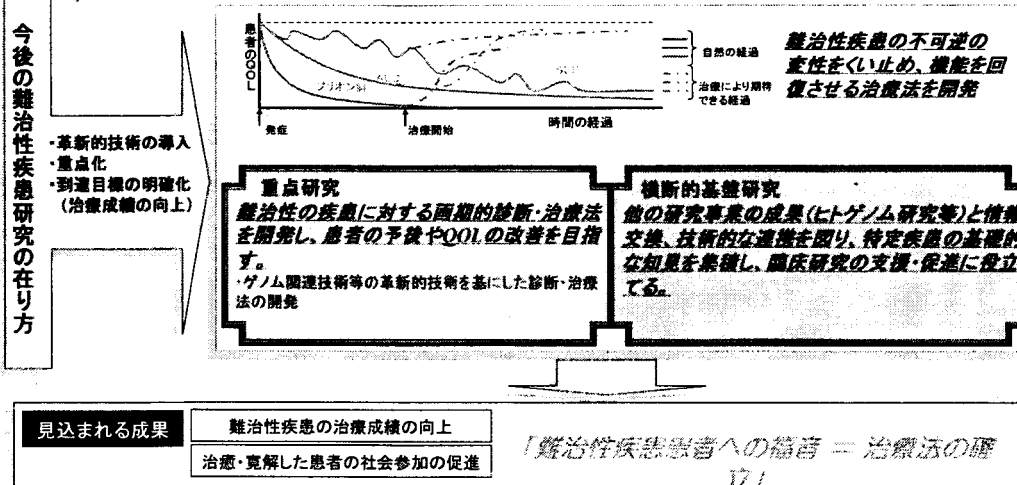 今後の難治性疾患研究の在り方
・革新的技術の導入
・重点化
・到達目標の明確化
(治療成績の向上)
患者のQOL
プリオン病
発症
治療開始
時間の経過
自然の経過
治療により期待
できる経過
難治性疾患の不可逆の
変性をくい止め、機能を回
復させる治療法を開発
重点研究
難治性の疾患に対する画期的診断・治療法
を開発し、患者の予後やQOLの改善を目指
す。
・ゲノム関連技術等の革新的技術を基にした診断・治療
法の開発
横断的基盤研究
他の研究事業の成果(ヒトゲノム研究等)と情報
交換、技術的な連携を図り、特定疾患の基礎的
な知見を集積し、臨床研究の支援・促進に役立
てる。
見込まれる成果
難治性疾患の治療成績の向上
治癒・寛解した患者の社会参加の促進
「難治性疾患患者への福音 = 治療法の確
立」